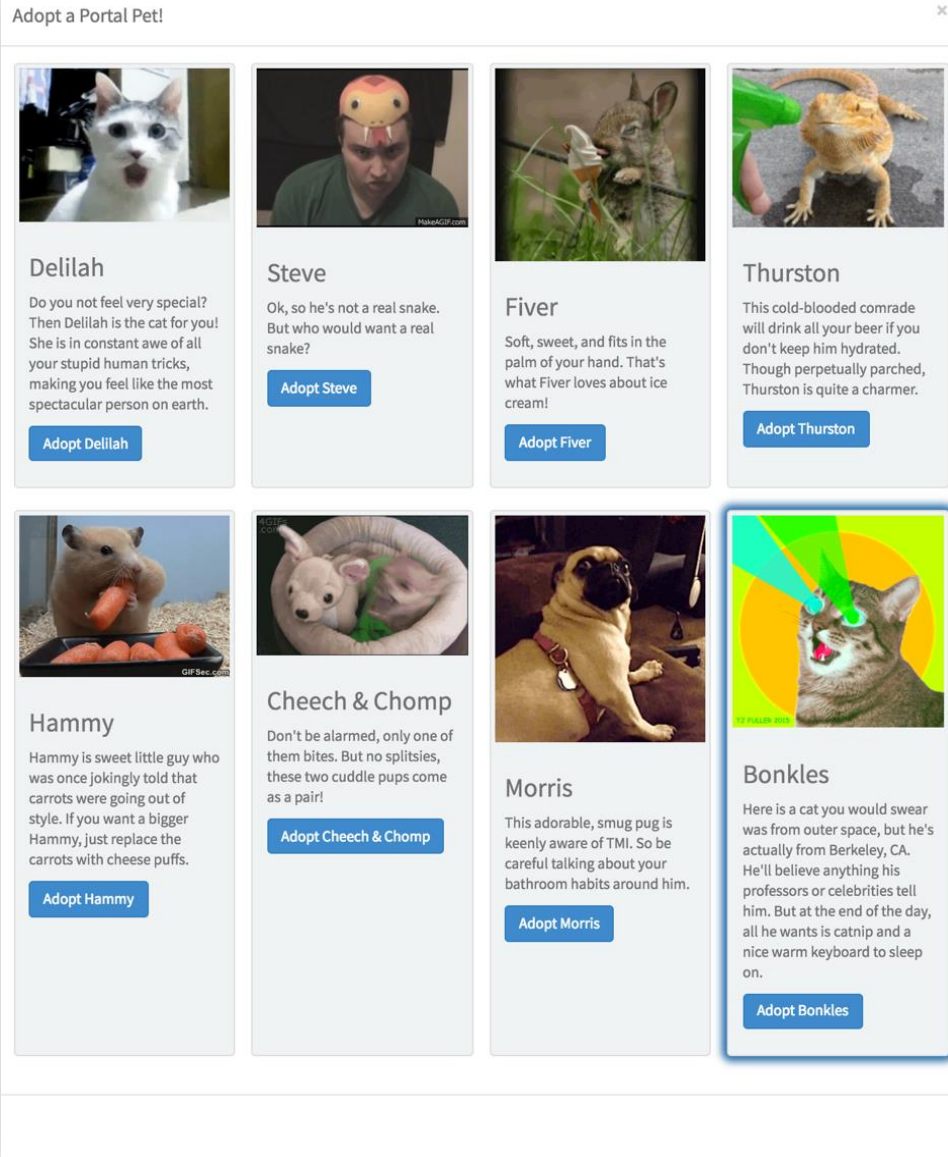 Adopt a Portal Pet!
×
MakeAGIF.com
Delilah
Do you not feel very special?
Then Delilah is the cat for you!
She is in constant awe of all
your stupid human tricks,
making you feel like the most
spectacular person on earth.
Adopt Delilah
Steve
Ok, so he's not a real snake.
But who would want a real
snake?
Adopt Steve
Fiver
Soft, sweet, and fits in the
palm of your hand. That's
what Fiver loves about ice
cream!
Adopt Fiver
Thurston
This cold-blooded comrade
will drink all your beer if you
don't keep him hydrated.
Though perpetually parched,
Thurston is quite a charmer.
Adopt Thurston
GIFSec.com
Hammy
Hammy is sweet little guy who
was once jokingly told that
carrots were going out of
style. If you want a bigger
Hammy, just replace the
carrots with cheese puffs.
Adopt Hammy
4GIFs
.com
Cheech & Chomp
Don't be alarmed, only one of
them bites. But no splitsies,
these two cuddle pups come
as a pair!
Adopt Cheech & Chomp
Morris
This adorable, smug pug is
keenly aware of TMI. So be
careful talking about your
bathroom habits around him.
Adopt Morris
TZ FULLER 2015
Bonkles
Here is a cat you would swear
was from outer space, but he's
actually from Berkeley, CA.
He'll believe anything his
professors or celebrities tell
him. But at the end of the day,
all he wants is catnip and a
nice warm keyboard to sleep
on.
Adopt Bonkles